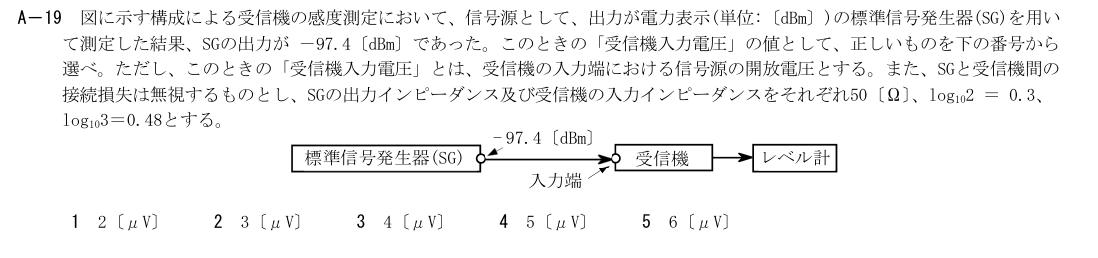 A－19 図に示す構成による受信機の感度測定において、信号源として、出力が電力表示(単位:〔dBm〕)の標準信号発生器(SG)を用い
て測定した結果、SGの出力が －97.4〔dBm〕であった。このときの「受信機入力電圧」の値として、正しいものを下の番号から
選べ。ただし、このときの「受信機入力電圧」とは、受信機の入力端における信号源の開放電圧とする。また、SGと受信機間の
接続損失は無視するものとし、SGの出力インピーダンス及び受信機の入力インピーダンスをそれぞれ50〔Ω〕、log₁₀2 = 0.3、
log₁₀3＝0.48とする。
－97.4〔dBm〕
標準信号発生器(SG) 受信機 レベル計
入力端
1 2〔μV〕 2 3〔μV〕 3 4〔μV〕 4 5〔μV〕 5 6〔μV〕